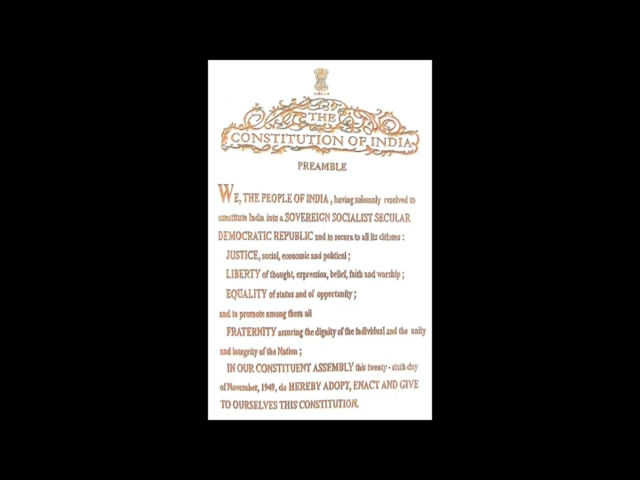 THE
CONSTITUTION OF INDIA
PREAMBLE
WE, THE PEOPLE OF INDIA, having solemnly resolved to
constitute India into a SOVEREIGN SOCIALIST SECULAR
DEMOCRATIC REPUBLIC and to secure to all its citizens :
JUSTICE, social, economic and political ;
LIBERTY of thought, expression, belief, faith and worship ;
EQUALITY of status and of opportunity ;
and to promote among them all
FRATERNITY assuring the dignity of the individual and the unity
and integrity of the Nation ;
IN OUR CONSTITUENT ASSEMBLY this twenty - sixth day
of November, 1949, do HEREBY ADOPT, ENACT AND GIVE
TO OURSELVES THIS CONSTITUTION.